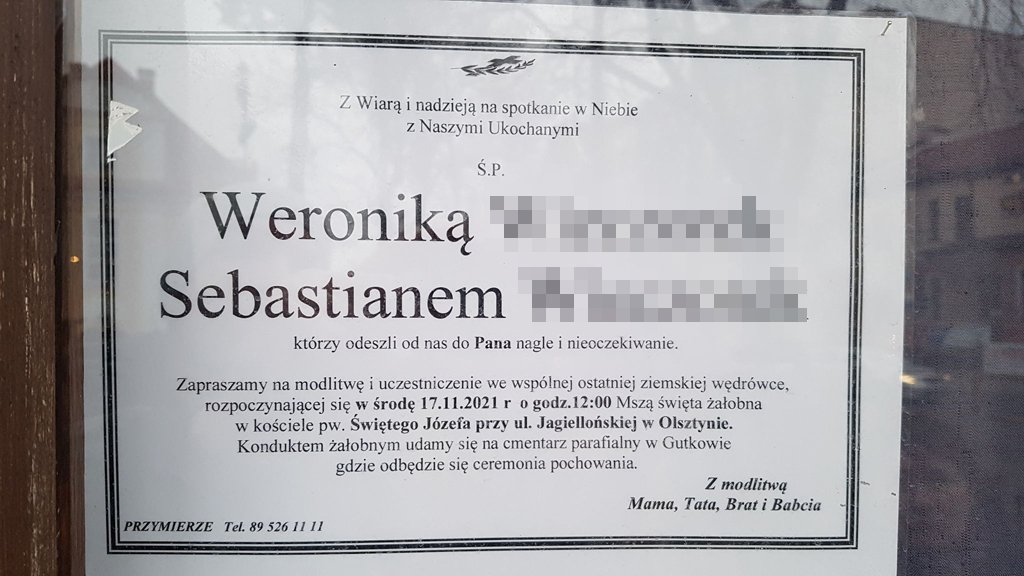 Z Wiarą i nadzieją na spotkanie w Niebie
z Naszymi Ukochanymi
Ś.P.
Weroniką
Sebastianem
którzy odeszli od nas do Pana nagle i nieoczekiwanie.
Zapraszamy na modlitwę i uczestniczenie we wspólnej ostatniej ziemskiej wędrówce,
rozpoczynającej się w środę 17.11.2021 r o godz.12:00 Mszą święta żałobna
w kościele pw. Świętego Józefa przy ul. Jagiellońskiej w Olsztynie.
Konduktem żałobnym udamy się na cmentarz parafialny w Gutkowie
gdzie odbędzie się ceremonia pochowania.
Z modlitwą
Mama, Tata, Brat i Babcia
PRZYMIERZE Tel. 89 526 11 11